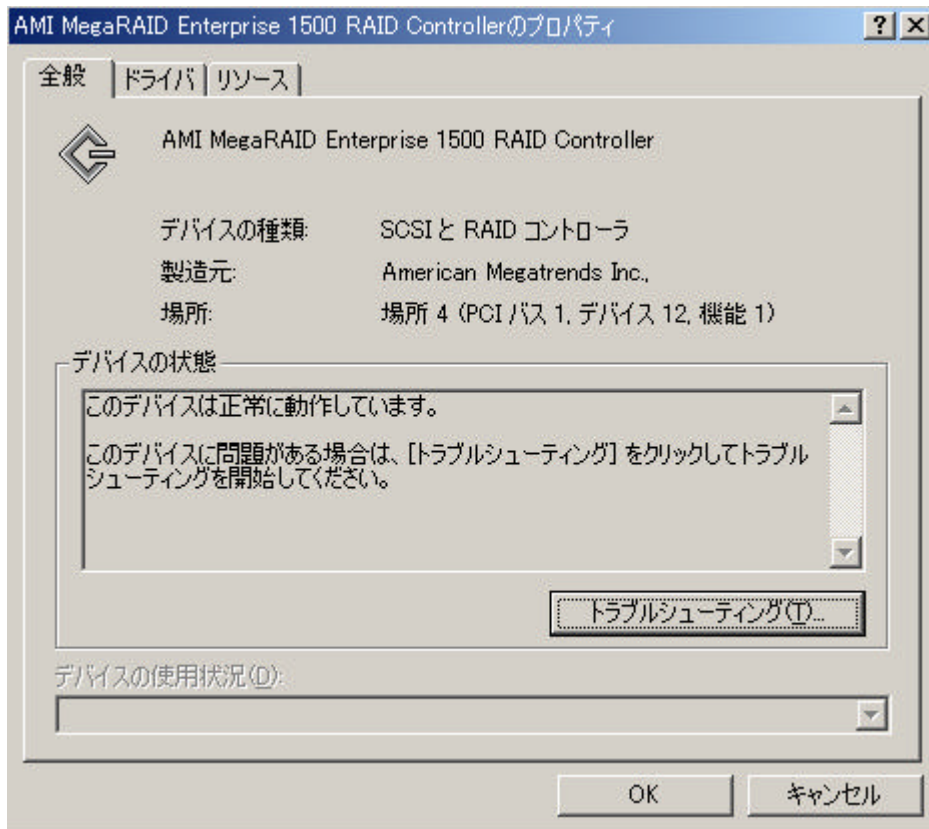 AMI MegaRAID Enterprise 1500 RAID Controllerのプロパティ
全般 ドライバ リソース
AMI MegaRAID Enterprise 1500 RAID Controller
デバイスの種類: SCSI と RAID コントローラ
製造元: American Megatrends Inc.,
場所: 場所 4 (PCI バス 1, デバイス 12, 機能 1)
デバイスの状態
このデバイスは正常に動作しています。
このデバイスに問題がある場合は、[トラブルシューティング] をクリックしてトラブル
シューティングを開始してください。
トラブルシューティング(T)...
デバイスの使用状況(D):
OK キャンセル